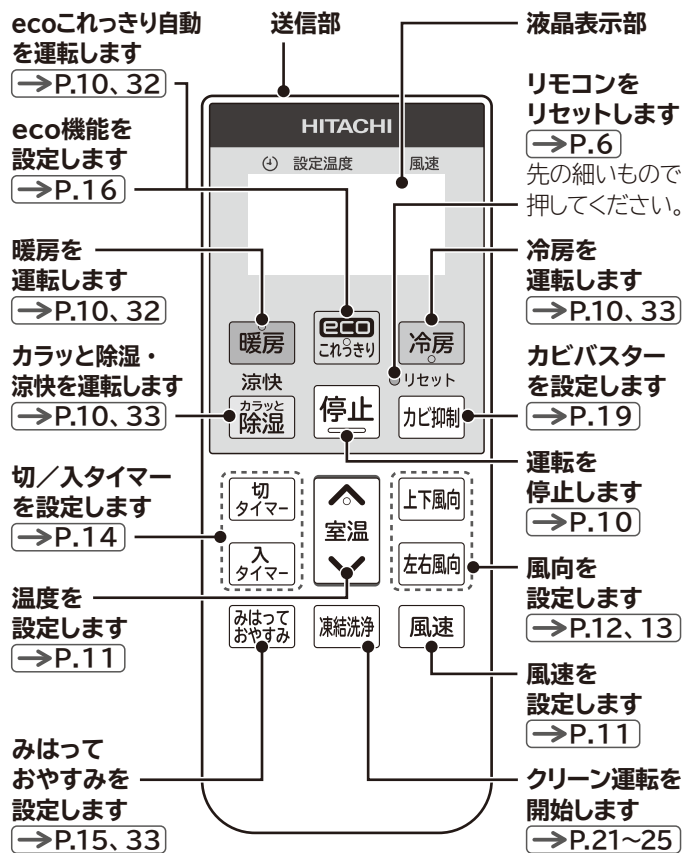 ecoこれっきり自動
を運転します
→P.10、32
eco機能を
設定します
→P.16
暖房を
運転します
→P.10、32
カラッと除湿・
涼快を運転します
→P.10、33
切／入タイマー
を設定します
→P.14
温度を
設定します
→P.11
みはって
おやすみを
設定します
→P.15、33
送信部
HITACHI
設定温度 風速
暖房
eco
これっきり
冷房
涼快
リセット
カラッと
除湿
停止
カビ抑制
切
タイマー
室温
上下風向
入
タイマー
左右風向
みはって
おやすみ
凍結洗浄
風速
液晶表示部
リモコンを
リセットします
→P.6
先の細いもので
押してください。
冷房を
運転します
→P.10、33
カビバスター
を設定します
→P.19
運転を
停止します
→P.10
風向を
設定します
→P.12、13
風速を
設定します
→P.11
クリーン運転を
開始します
→P.21〜25